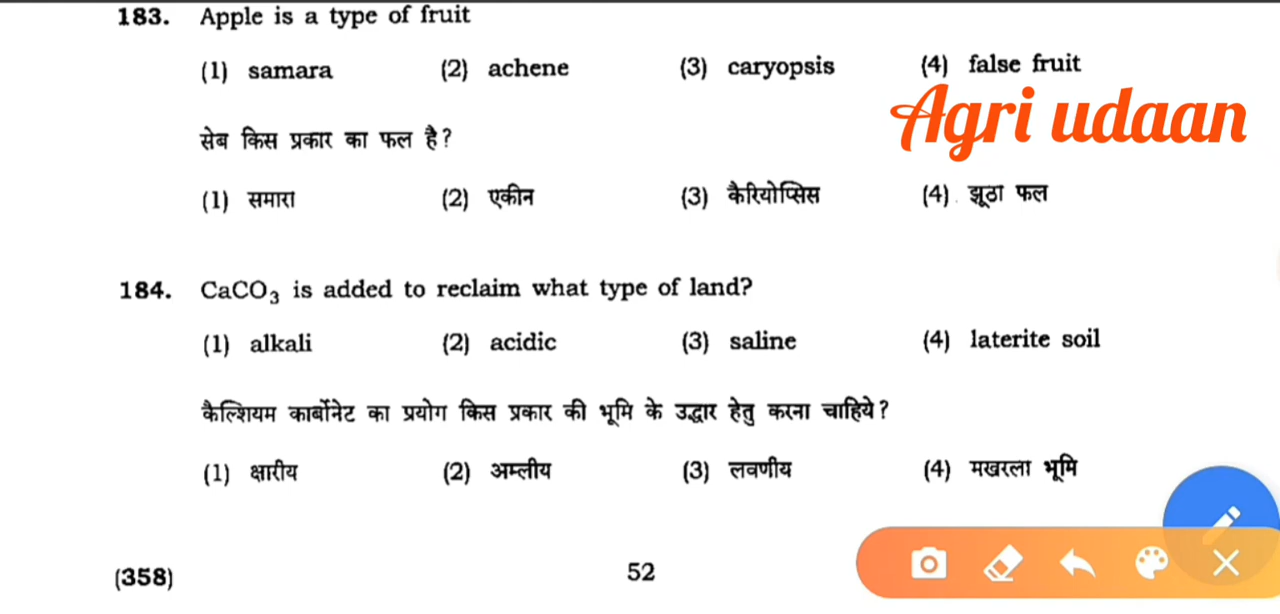 183. Apple is a type of fruit
(1) samara (2) achene (3) caryopsis (4) false fruit
Agri udaan
सेब किस प्रकार का फल है?
(1) समारा (2) एकीन (3) कैरियोप्सिस (4) झूठा फल
184. CaCO₃ is added to reclaim what type of land?
(1) alkali (2) acidic (3) saline (4) laterite soil
कैल्शियम कार्बोनेट का प्रयोग किस प्रकार की भूमि के उद्धार हेतु करना चाहिये?
(1) क्षारीय (2) अम्लीय (3) लवणीय (4) मखरला भूमि
(358) 52